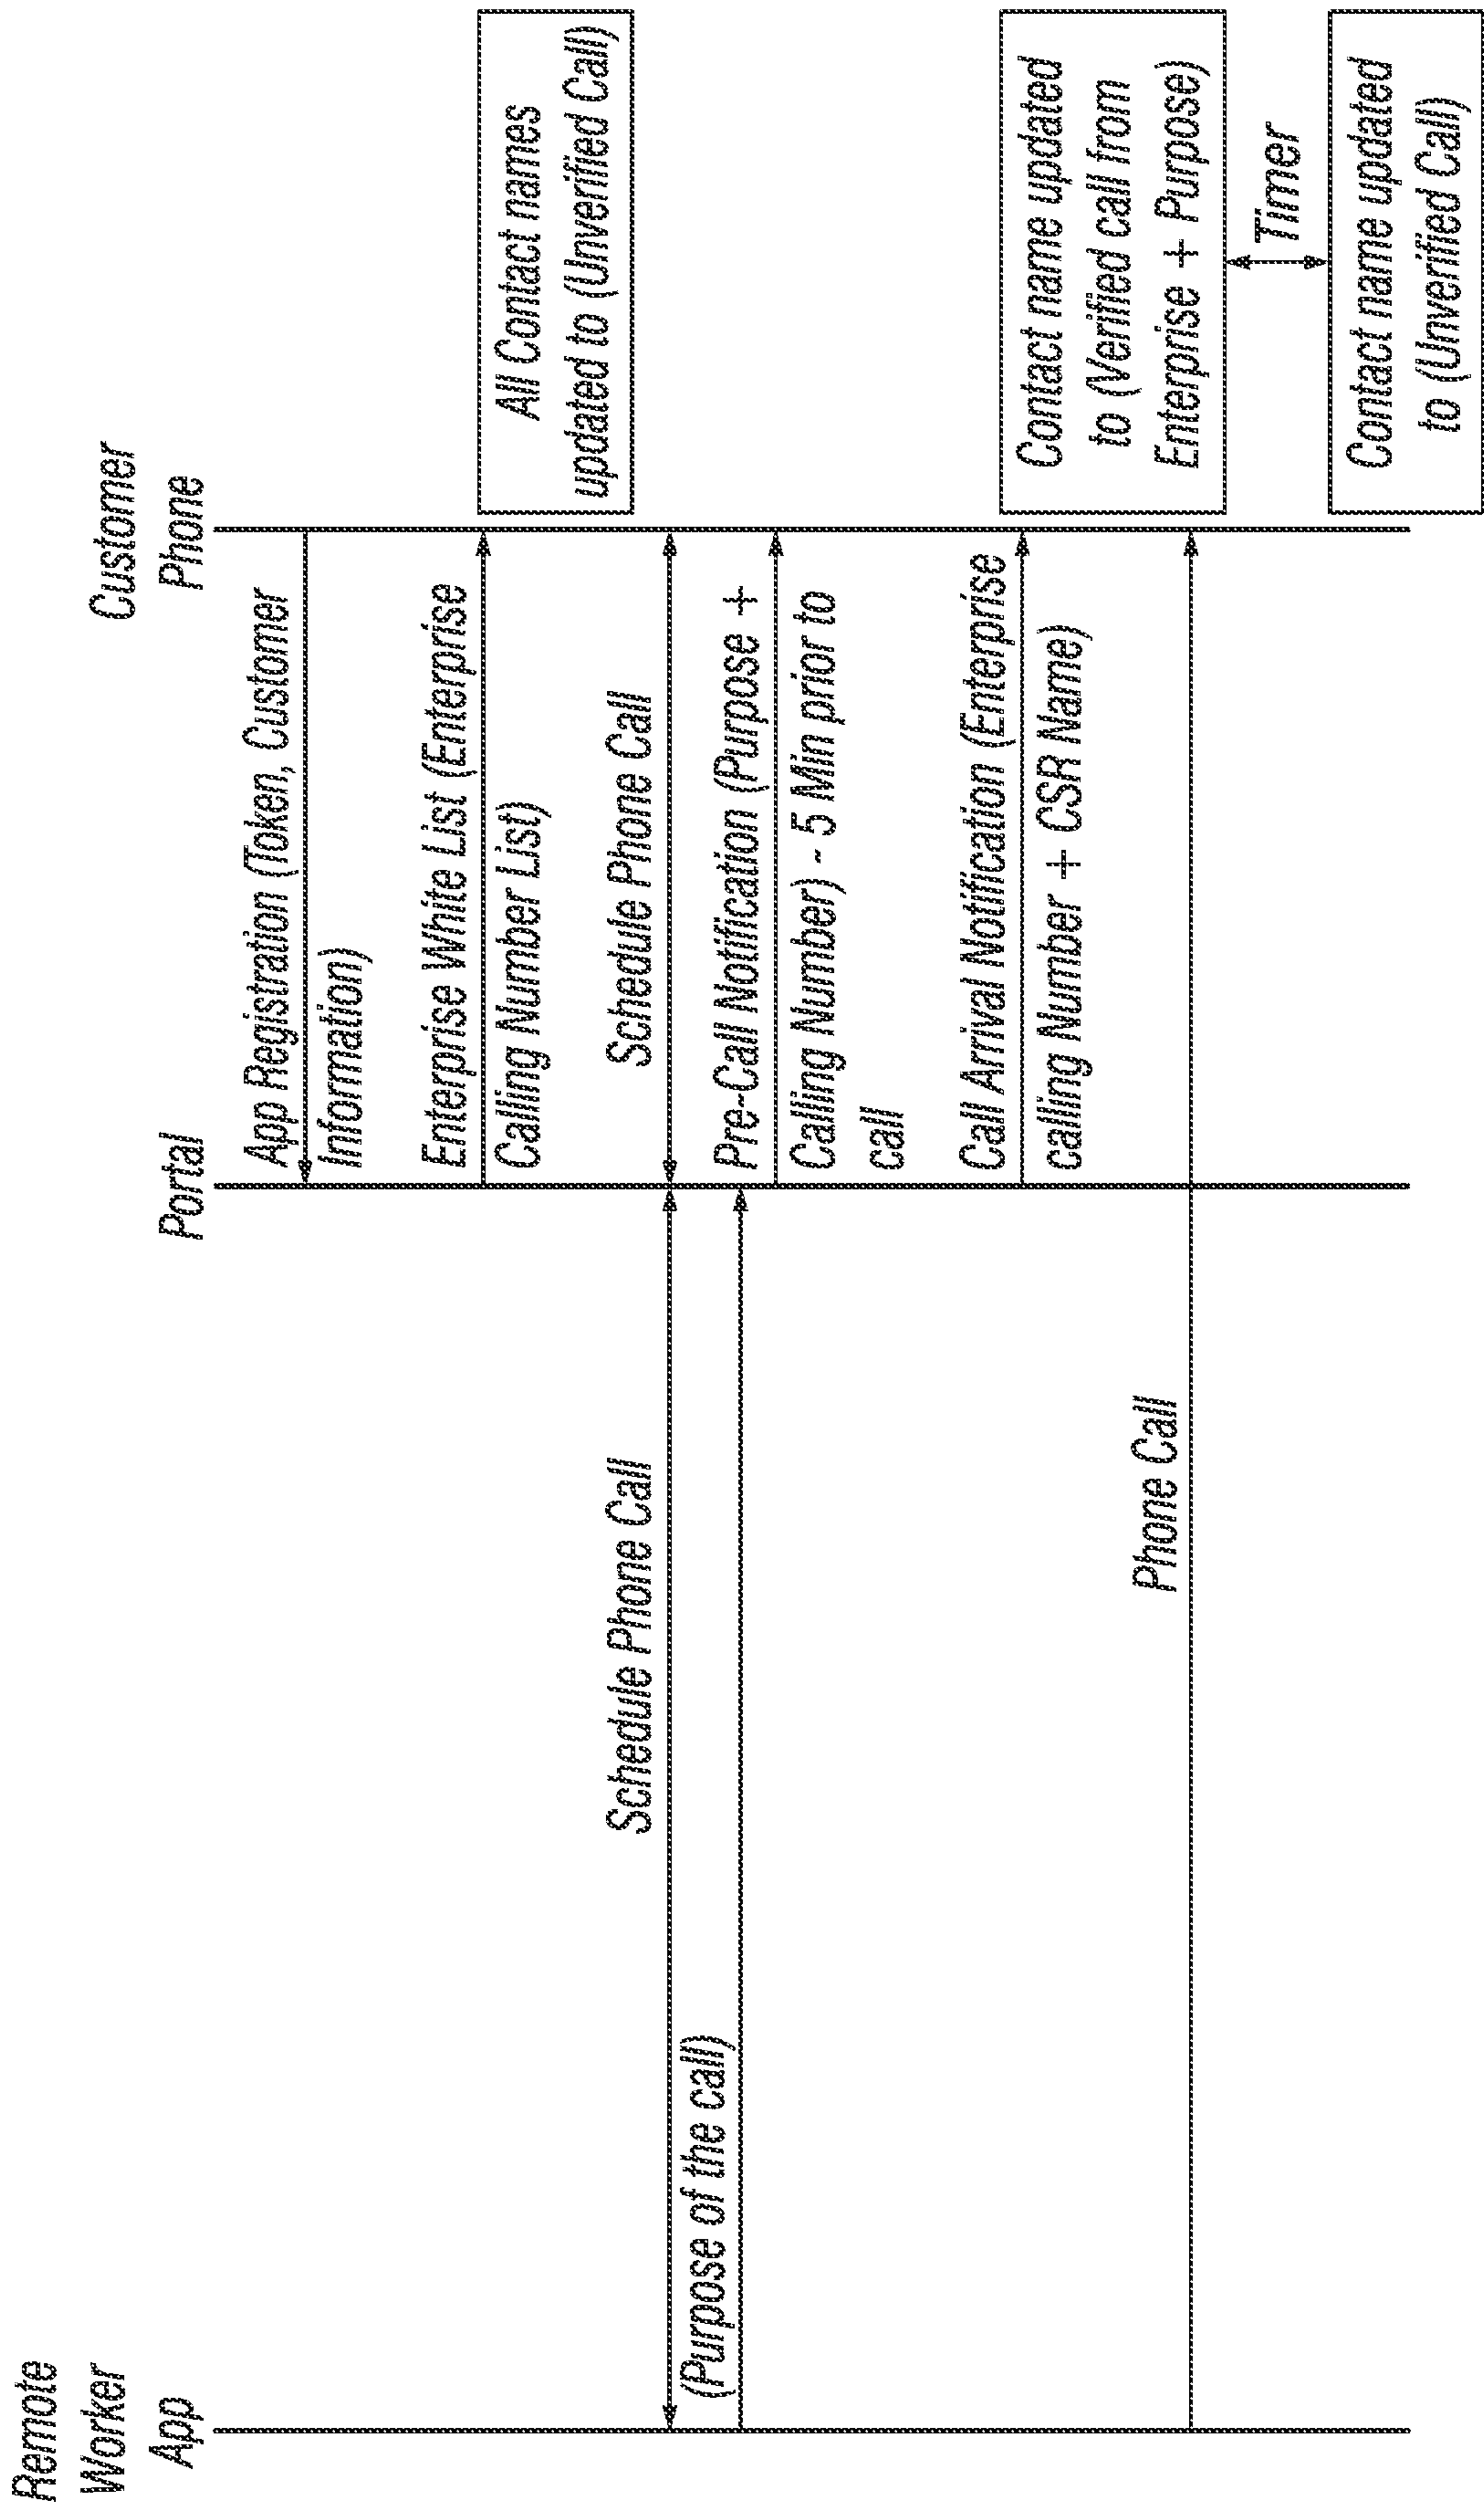 Remote
Worker
App
Portal
Customer
Phone
App Registration (Token, Customer
Information)
Enterprise White List (Enterprise
Calling Number List)
All Contact names
updated to (Unverified Call)
Schedule Phone Call
Schedule Phone Call
(Purpose of the call)
Pre-Call Notification (Purpose +
Calling Number) - 5 Min prior to
call
Call Arrival Notification (Enterprise
calling Number + CSR Name)
Contact name updated
to (Verified call from
Enterprise + Purpose)
Phone Call
Timer
Contact name updated
to (Unverified Call)